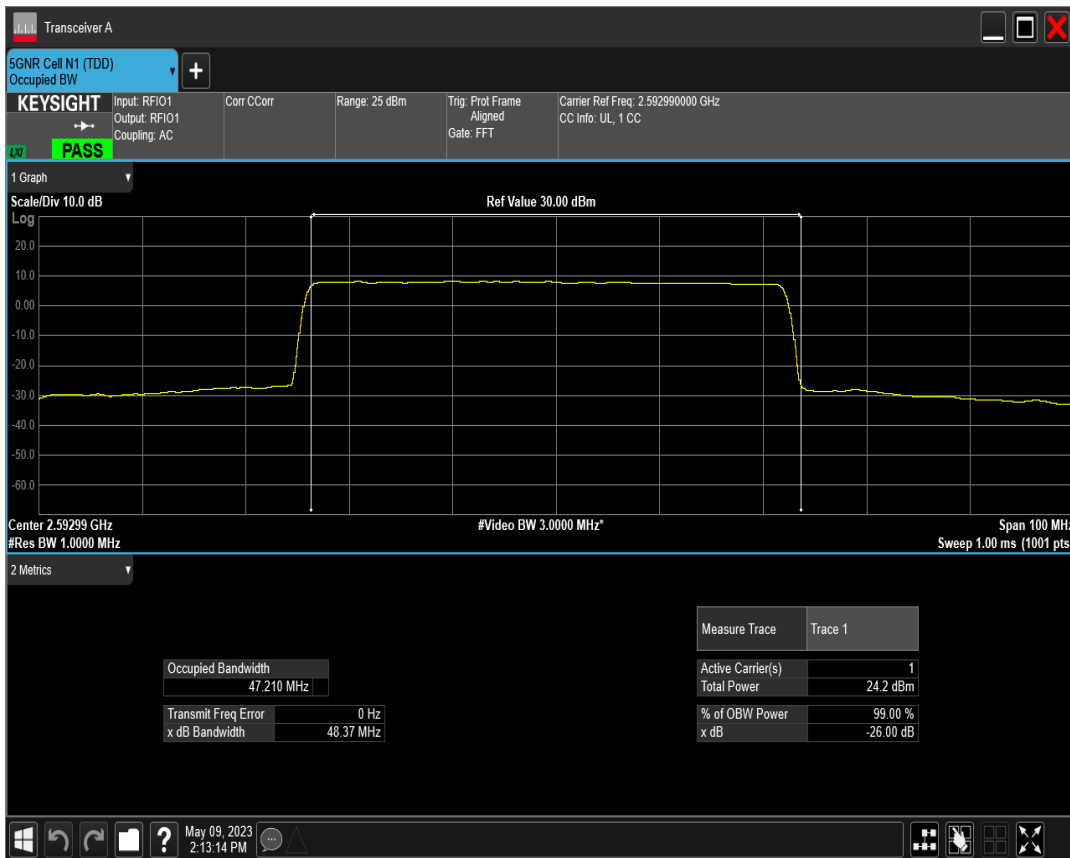 Transceiver A
5GNR Cell N1 (TDD)
Occupied BW
KEYSIGHT
LXI
PASS
Input: RFIO1
Output: RFIO1
Coupling: AC
Corr CCorr
Range: 25 dBm
Trig: Prot Frame
Aligned
Gate: FFT
Carrier Ref Freq: 2.592990000 GHz
CC Info: UL, 1 CC
1 Graph
Scale/Div 10.0 dB
Ref Value 30.00 dBm
Log
20.0
10.0
0.00
-10.0
-20.0
-30.0
-40.0
-50.0
-60.0
Center 2.59299 GHz
#Video BW 3.0000 MHz*
Span 100 MHz
#Res BW 1.0000 MHz
Sweep 1.00 ms (1001 pts
2 Metrics
Measure Trace Trace 1
Occupied Bandwidth
47.210 MHz
Active Carrier(s) 1
Total Power 24.2 dBm
Transmit Freq Error 0 Hz
x dB Bandwidth 48.37 MHz
% of OBW Power 99.00 %
x dB -26.00 dB
?
May 09, 2023
2:13:14 PM